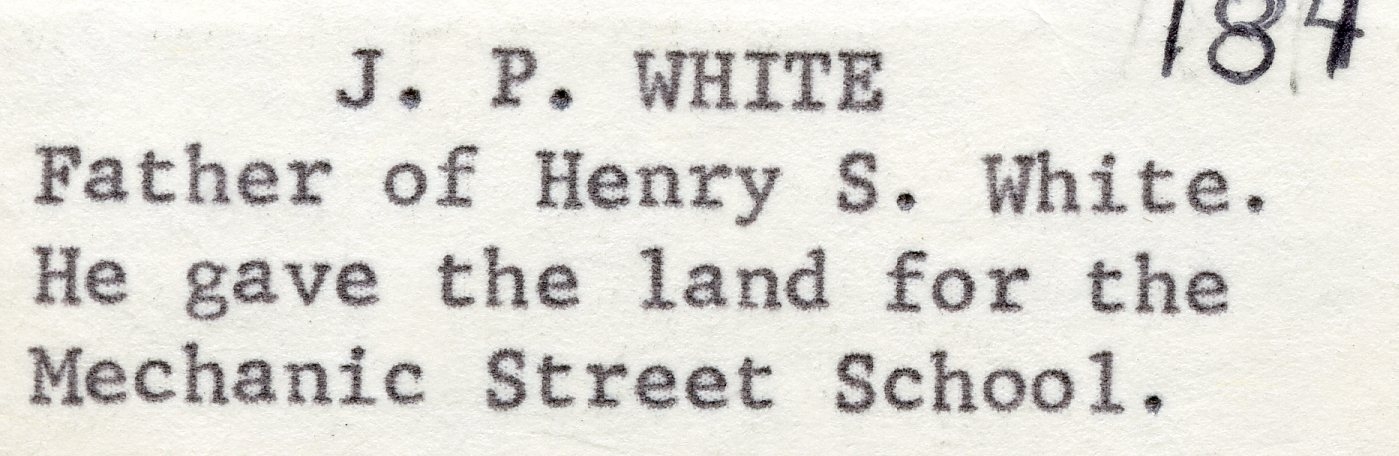 184
J. P. WHITE
Father of Henry S. White.
He gave the land for the
Mechanic Street School.